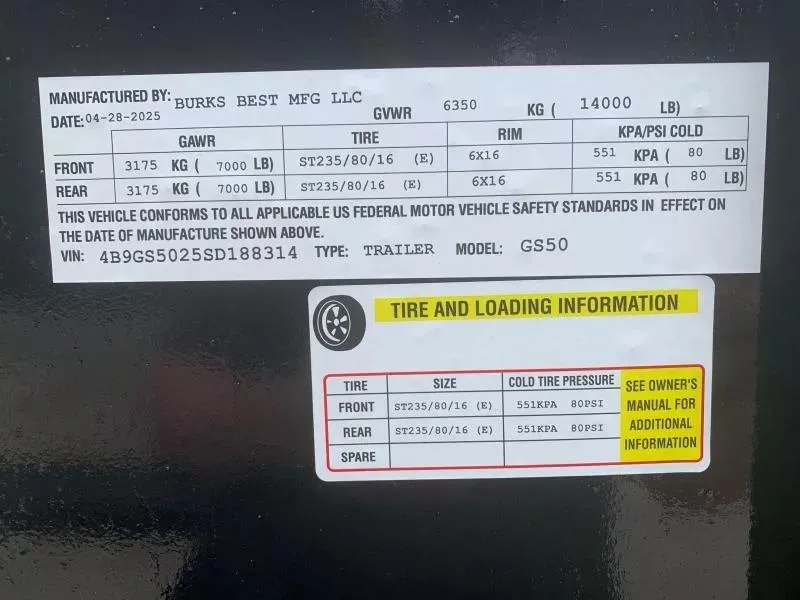 MANUFACTURED BY: BURKS BEST MFG LLC
DATE: 04-28-2025 GVWR 6350 KG ( 14000 LB)
GAWR TIRE RIM KPA/PSI COLD
FRONT 3175 KG ( 7000 LB) ST235/80/16 (E) 6X16 551 KPA ( 80 LB)
REAR 3175 KG ( 7000 LB) ST235/80/16 (E) 6X16 551 KPA ( 80 LB)
THIS VEHICLE CONFORMS TO ALL APPLICABLE US FEDERAL MOTOR VEHICLE SAFETY STANDARDS IN EFFECT ON
THE DATE OF MANUFACTURE SHOWN ABOVE.
VIN: 4B9GS5025SD188314 TYPE: TRAILER MODEL: GS50
TIRE AND LOADING INFORMATION
TIRE SIZE COLD TIRE PRESSURE
FRONT ST235/80/16 (E) 551KPA 80PSI
REAR ST235/80/16 (E) 551KPA 80PSI
SPARE
SEE OWNER'S
MANUAL FOR
ADDITIONAL
INFORMATION